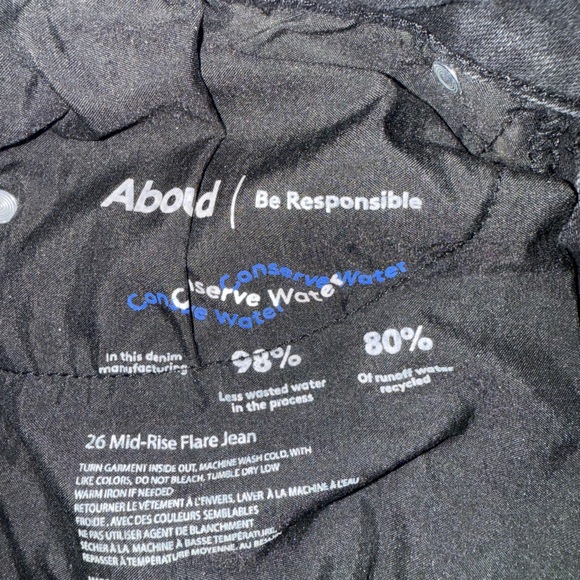 Abound | Be Responsible
Conserve Water
Conserve Water
Conserve Water
In this denim
manufacturing
98%
Less wasted water
in the process
80%
Of runoff water
recycled
26 Mid-Rise Flare Jean
TURN GARMENT INSIDE OUT, MACHINE WASH COLD, WITH
LIKE COLORS, DO NOT BLEACH. TUMBLE DRY LOW
WARM IRON IF NEEDED
RETOURNER LE VÊTEMENT À L'ENVERS, LAVER À LA MACHINE À L'EAU
FROIDE, AVEC DES COULEURS SEMBLABLES
NE PAS UTILISER AGENT DE BLANCHIMENT
SÉCHER À LA MACHINE À BASSE TEMPÉRATURE,
REPASSER À TEMPÉRATURE MOYENNE, AU